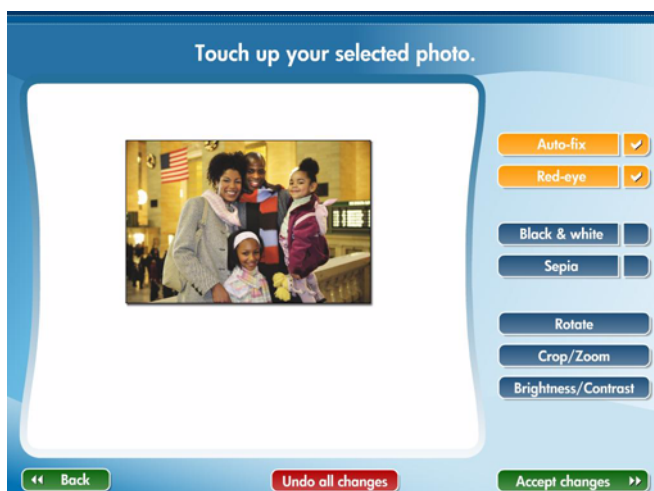 Touch up your selected photo.
Auto-fix
Red-eye
Black & white
Sepia
Rotate
Crop/Zoom
Brightness/Contrast
Back
Undo all changes
Accept changes